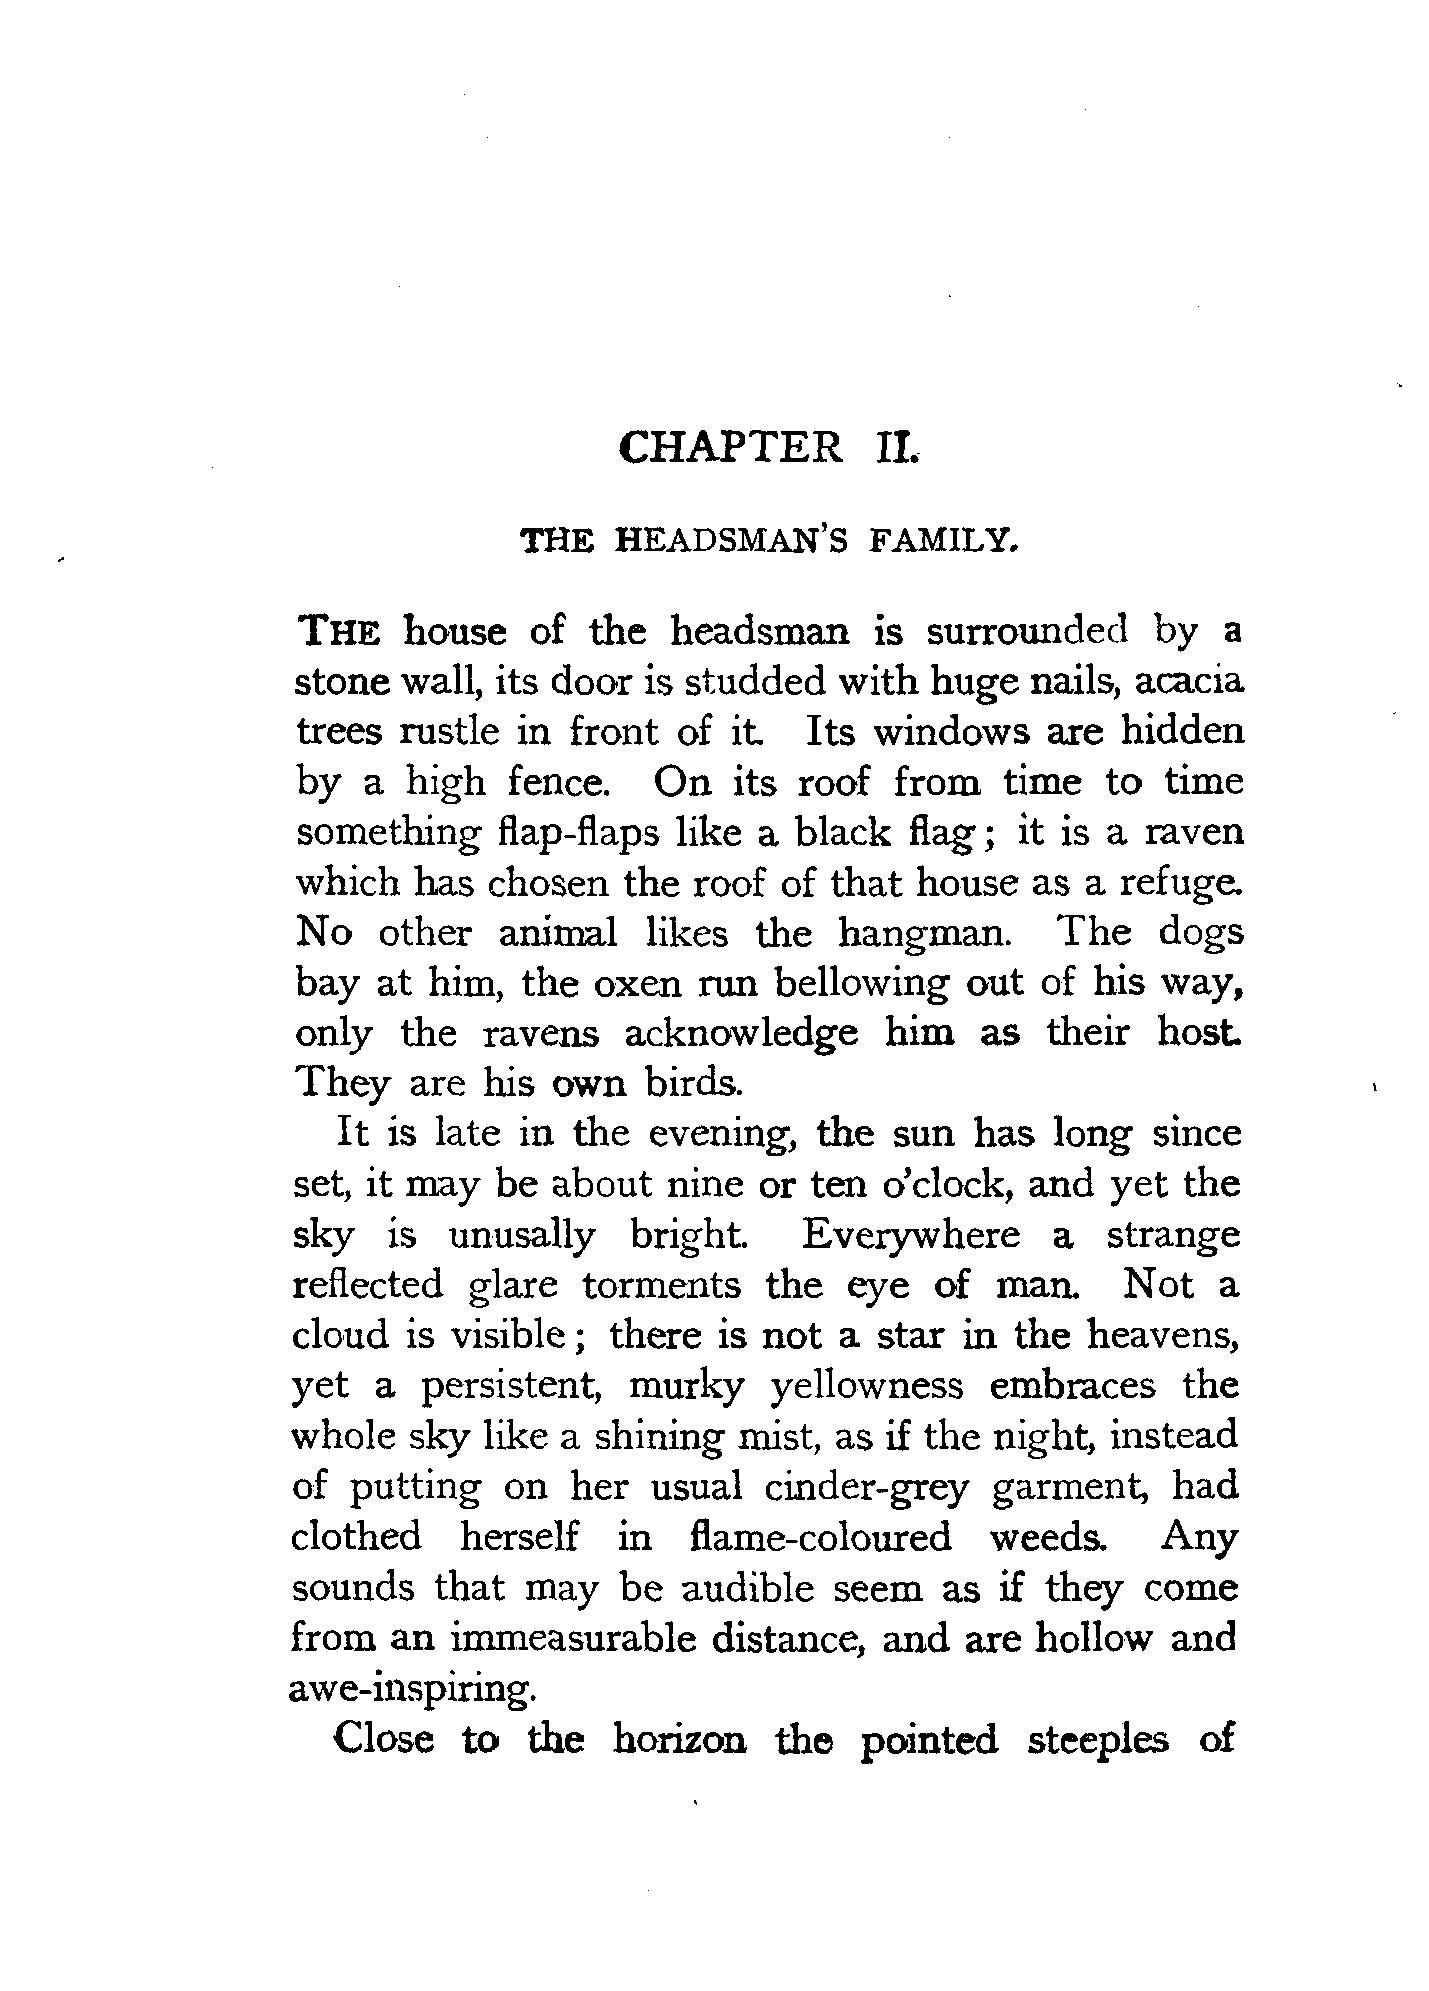 CHAPTER II.
THE HEADSMAN'S FAMILY.
THE house of the headsman is surrounded by a
stone wall, its door is studded with huge nails, acacia
trees rustle in front of it. Its windows are hidden
by a high fence. On its roof from time to time
something flap-flaps like a black flag; it is a raven
which has chosen the roof of that house as a refuge.
No other animal likes the hangman. The dogs
bay at him, the oxen run bellowing out of his way,
only the ravens acknowledge him as their host.
They are his own birds.
It is late in the evening, the sun has long since
set, it may be about nine or ten o'clock, and yet the
sky is unusally bright. Everywhere a strange
reflected glare torments the eye of man. Not a
cloud is visible; there is not a star in the heavens,
yet a persistent, murky yellowness embraces the
whole sky like a shining mist, as if the night, instead
of putting on her usual cinder-grey garment, had
clothed herself in flame-coloured weeds. Any
sounds that may be audible seem as if they come
from an immeasurable distance, and are hollow and
awe-inspiring.
Close to the horizon the pointed steeples of